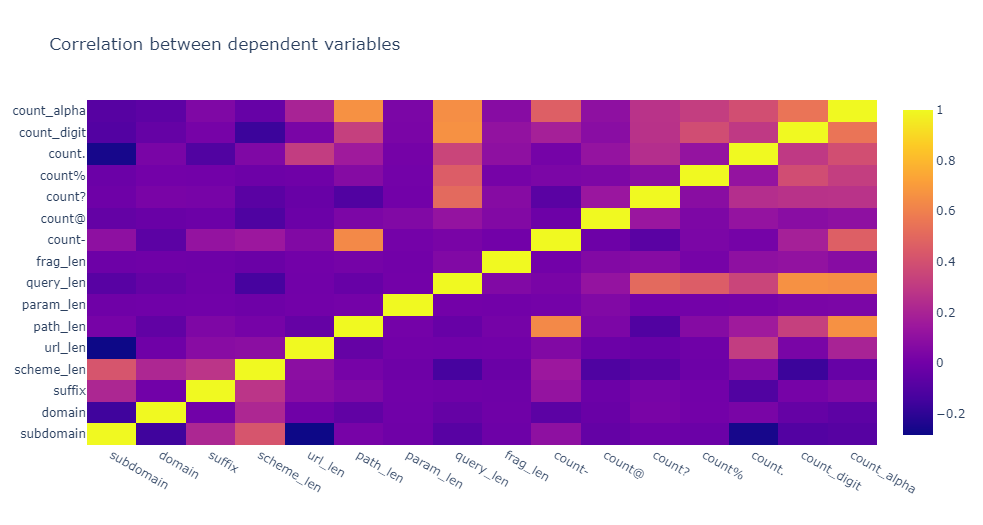 Correlation between dependent variables
count_alpha
count_digit
count.
count%
count?
count@
count-
frag_len
query_len
param_len
path_len
url_len
scheme_len
suffix
domain
subdomain
subdomain
domain
suffix
scheme_len
url_len
path_len
param_len
query_len
frag_len
count-
count@
count?
count%
count.
count_digit
count_alpha
1
0.8
0.6
0.4
0.2
0
−0.2